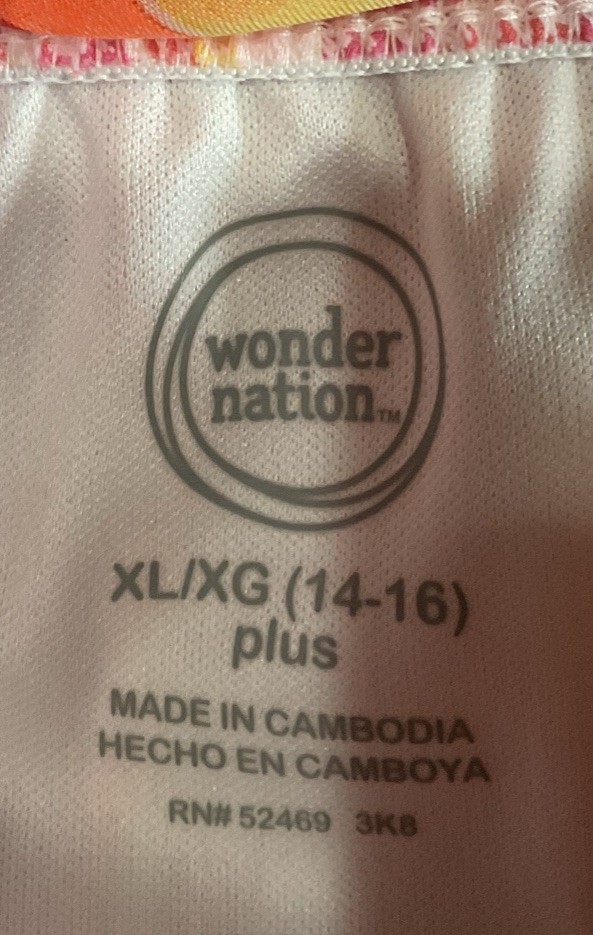 wonder
nation™
XL/XG (14-16)
plus
MADE IN CAMBODIA
HECHO EN CAMBOYA
RN# 52469 3K8